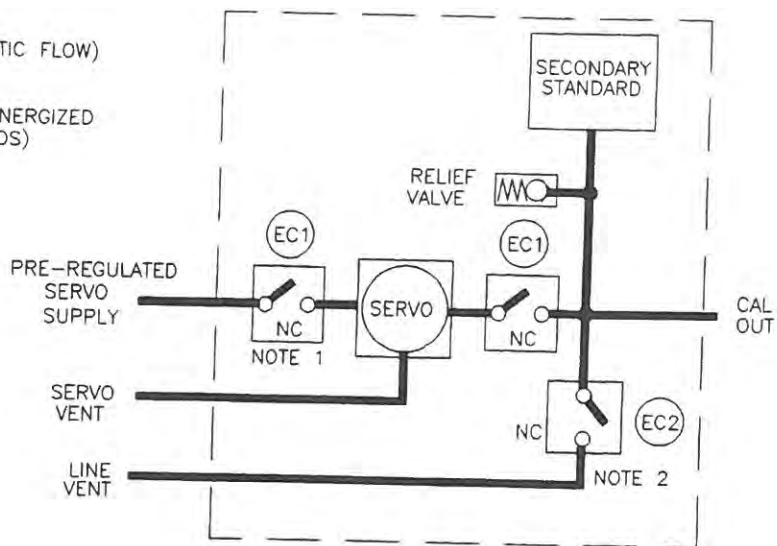 TIC FLOW)
NERGIZED
OS)
SECONDARY
STANDARD
RELIEF
VALVE
EC1
EC1
PRE-REGULATED
SERVO
SUPPLY
SERVO
NC
NC
NOTE 1
CAL
OUT
SERVO
VENT
NC
EC2
LINE
VENT
NOTE 2